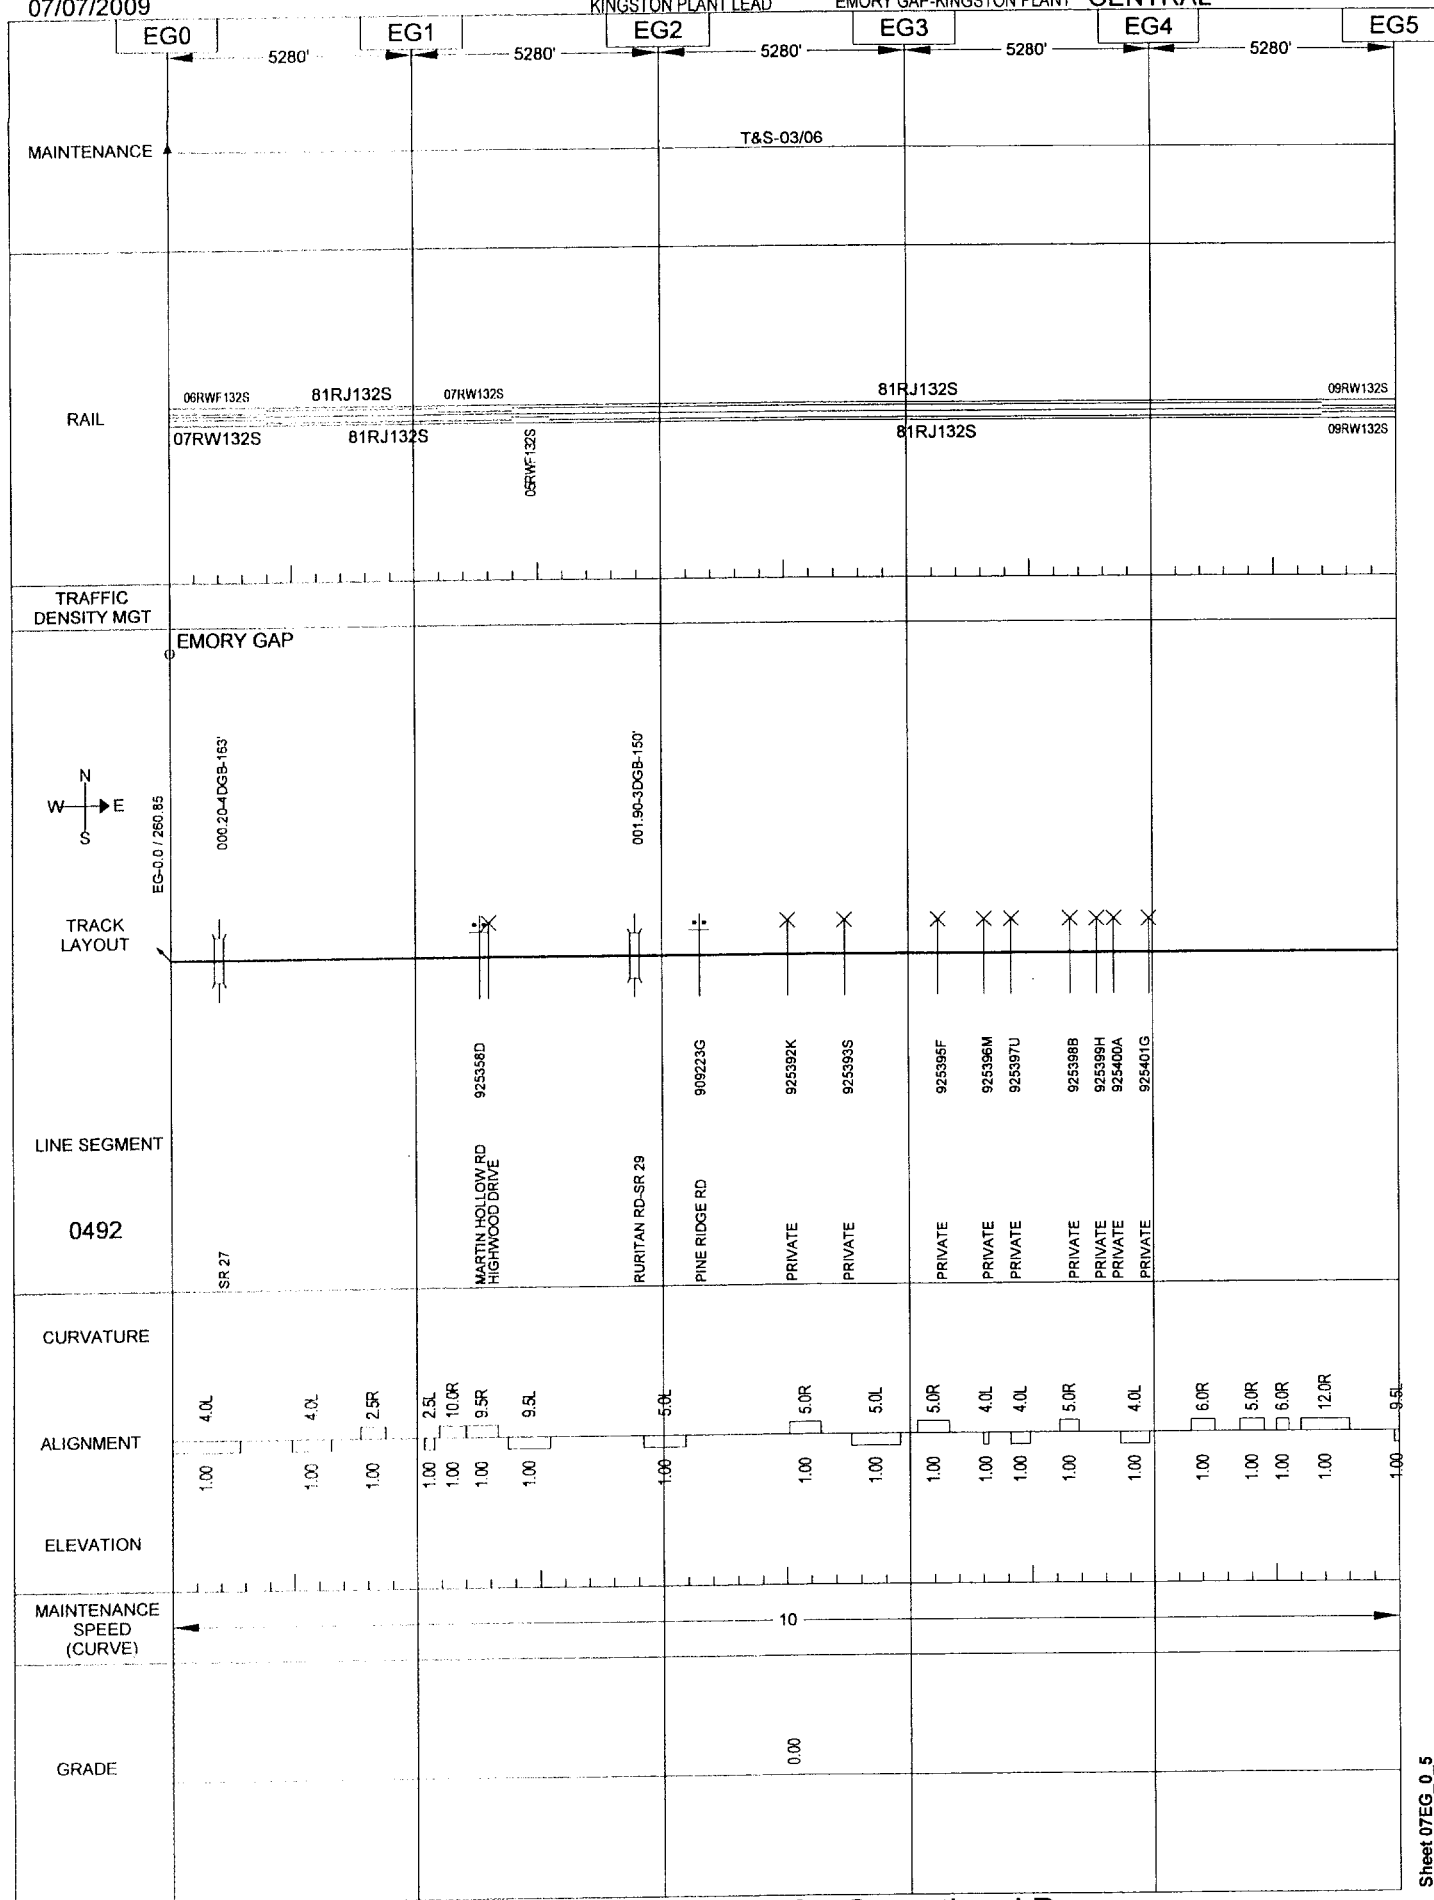 07/07/2009
KINGSTON PLANT LEAD EMORY GAP-KINGSTON PLANT CENTRAL
EG0 EG1 EG2 EG3 EG4 EG5
5280' 5280' 5280' 5280' 5280'
MAINTENANCE
T&S-03/06
RAIL
06RWF132S 81RJ132S 07RW132S 81RJ132S 09RW132S
07RW132S 81RJ132S 05RWF132S 81RJ132S 09RW132S
TRAFFIC
DENSITY MGT
EMORY GAP
N
W E
S
EG-0.0 / 260.85
000.20-4DGB-163'
001.90-3DGB-150'
TRACK
LAYOUT
925358D
909223G
925392K
925393S
925395F
925396M
925397U
925398B
925399H
925400A
925401G
LINE SEGMENT
0492
SR 27
MARTIN HOLLOW RD
HIGHWOOD DRIVE
RURITAN RD-SR 29
PINE RIDGE RD
PRIVATE
PRIVATE
PRIVATE
PRIVATE
PRIVATE
PRIVATE
PRIVATE
PRIVATE
PRIVATE
CURVATURE
4.0L 4.0L 2.5R 2.5L 10.0R 9.5R 9.5L 5.0L 5.0R 5.0L 5.0R 4.0L 4.0L 5.0R 4.0L 6.0R 5.0R 6.0R 12.0R 9.5L
ALIGNMENT
1.00 1.00 1.00 1.00 1.00 1.00 1.00 1.00 1.00 1.00 1.00 1.00 1.00 1.00 1.00 1.00 1.00 1.00 1.00 1.00
ELEVATION
MAINTENANCE
SPEED
(CURVE)
10
GRADE
0.00
Sheet 07EG_0_5